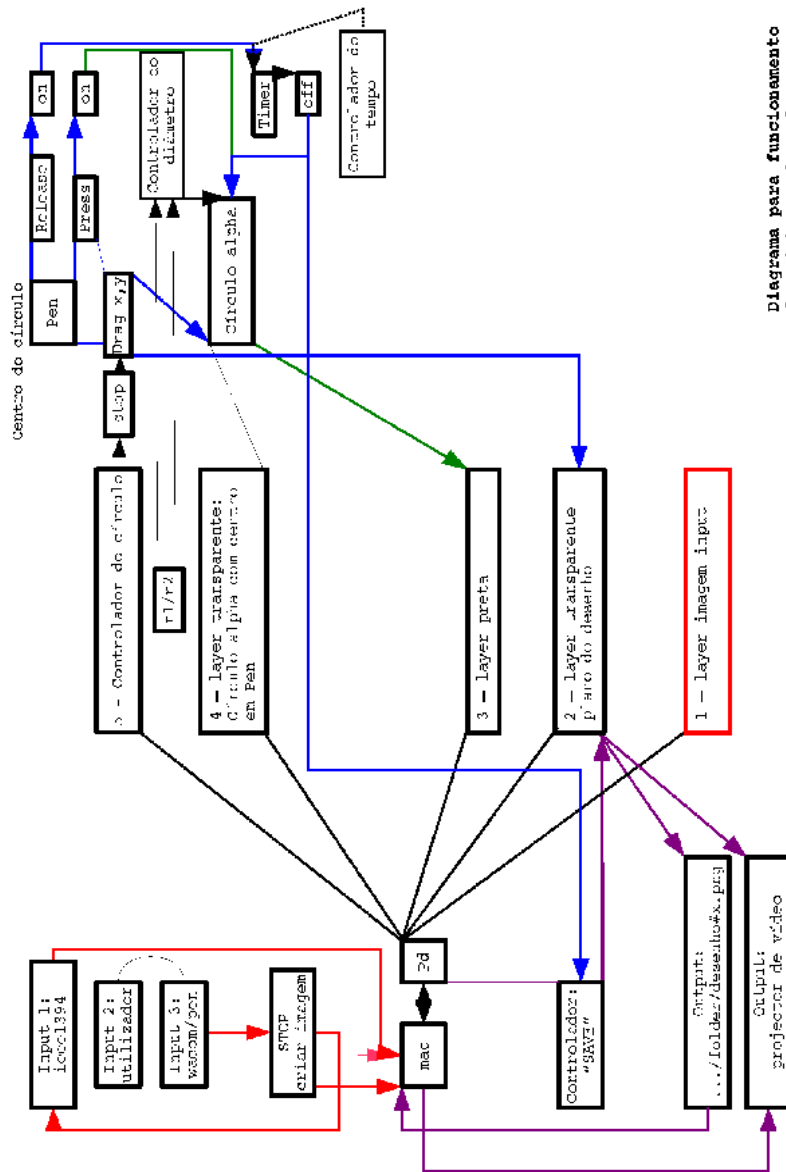 Centro do círculo
Pen
Release
on
Press
on
Drag x,y
stop
Controlador do
diâmetro
Círculo alpha
Timer
off
Controlador do
tempo
5 - Controlador do círculo
r1/r2
4 - layer transparente:
Círculo alpha com centro
em Pen
3 - layer preta
2 - layer transparente
plano do desenho
1 - layer imagem input
Input 1:
ieee1394
Input 2:
utilizador
Input 3:
wacom/pen
STOP
criar imagem
mac
Pd
Controlador:
"SAVE"
Output:
.../folder/desenho#x.png
Output:
projector de vídeo
Diagrama para funcionamento